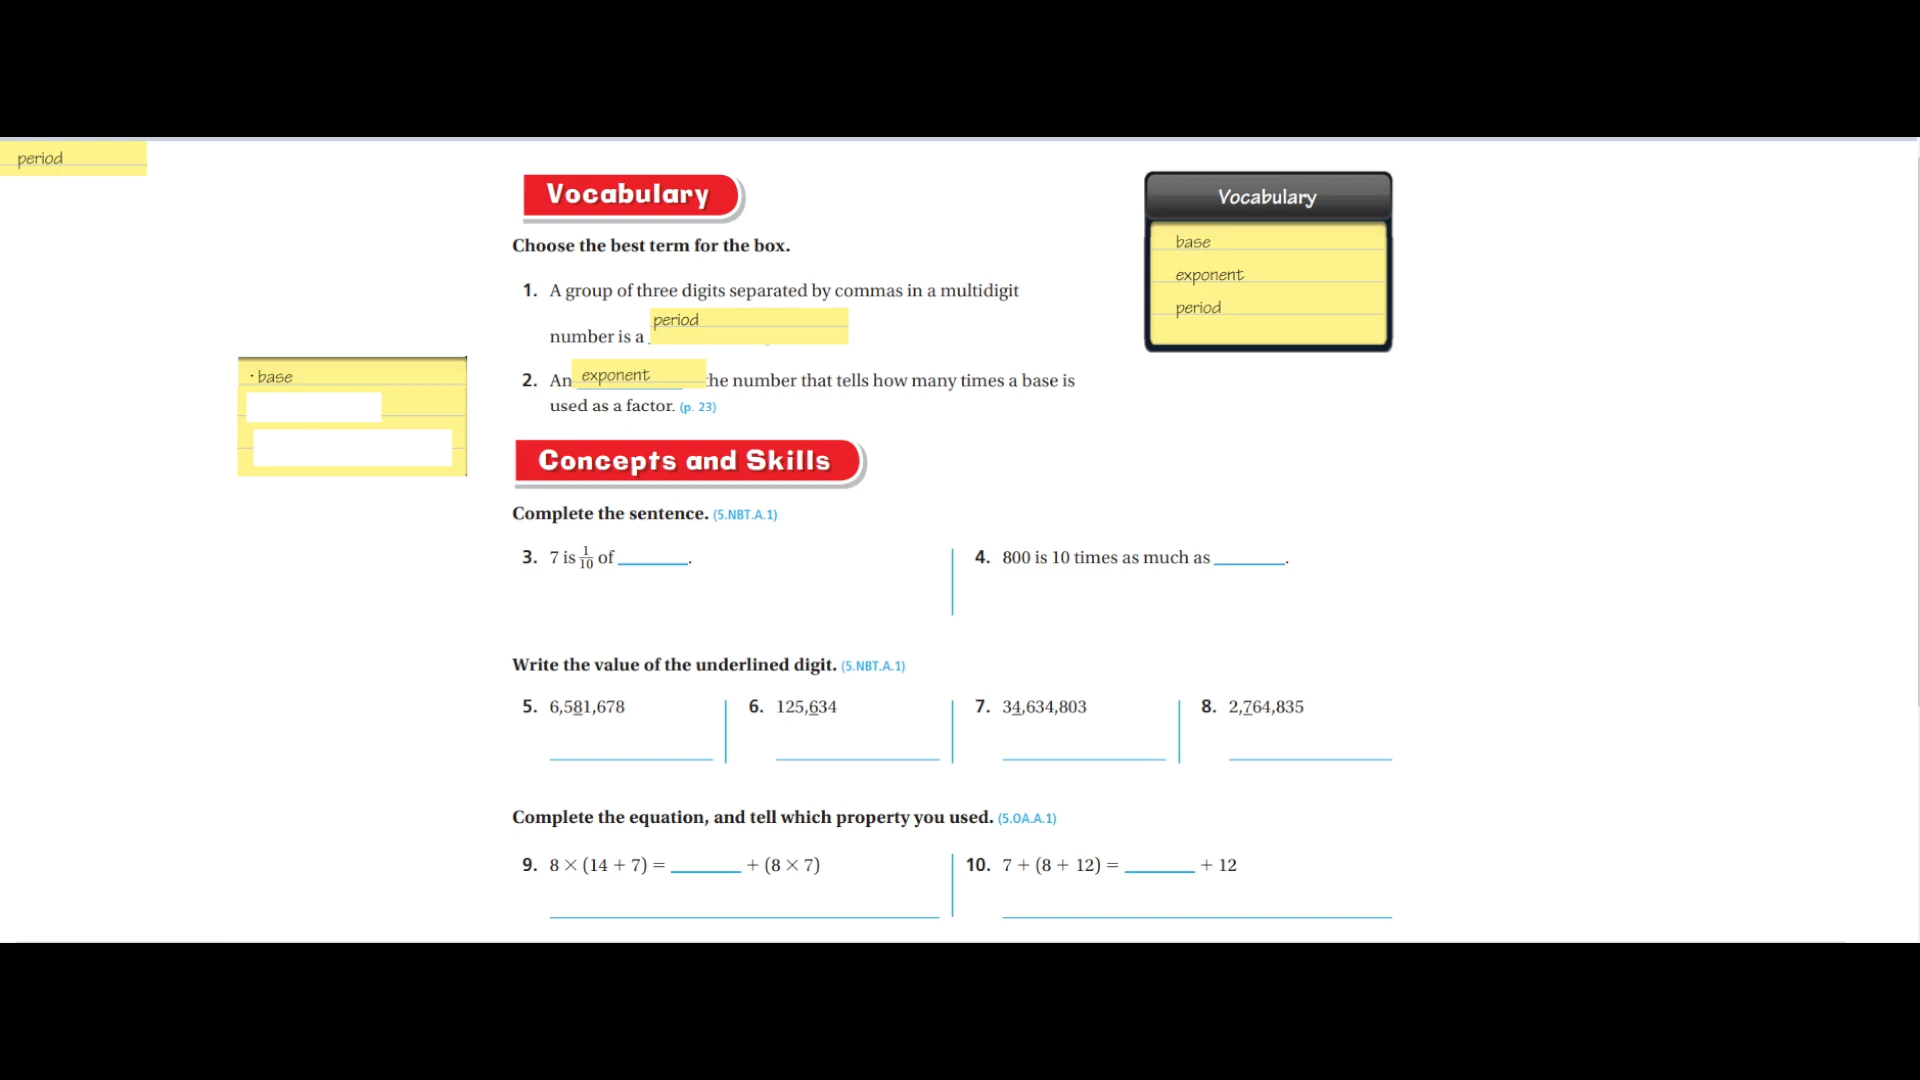 period
Vocabulary
Vocabulary
base
exponent
period
Choose the best term for the box.
1. A group of three digits separated by commas in a multidigit
number is a period
2. An exponent the number that tells how many times a base is
used as a factor. (p. 23)
· base
Concepts and Skills
Complete the sentence. (5.NBT.A.1)
3. 7 is 1/10 of ______.
4. 800 is 10 times as much as ______.
Write the value of the underlined digit. (5.NBT.A.1)
5. 6,581,678
6. 125,634
7. 34,634,803
8. 2,764,835
Complete the equation, and tell which property you used. (5.OA.A.1)
9. 8 × (14 + 7) = ______ + (8 × 7)
10. 7 + (8 + 12) = ______ + 12